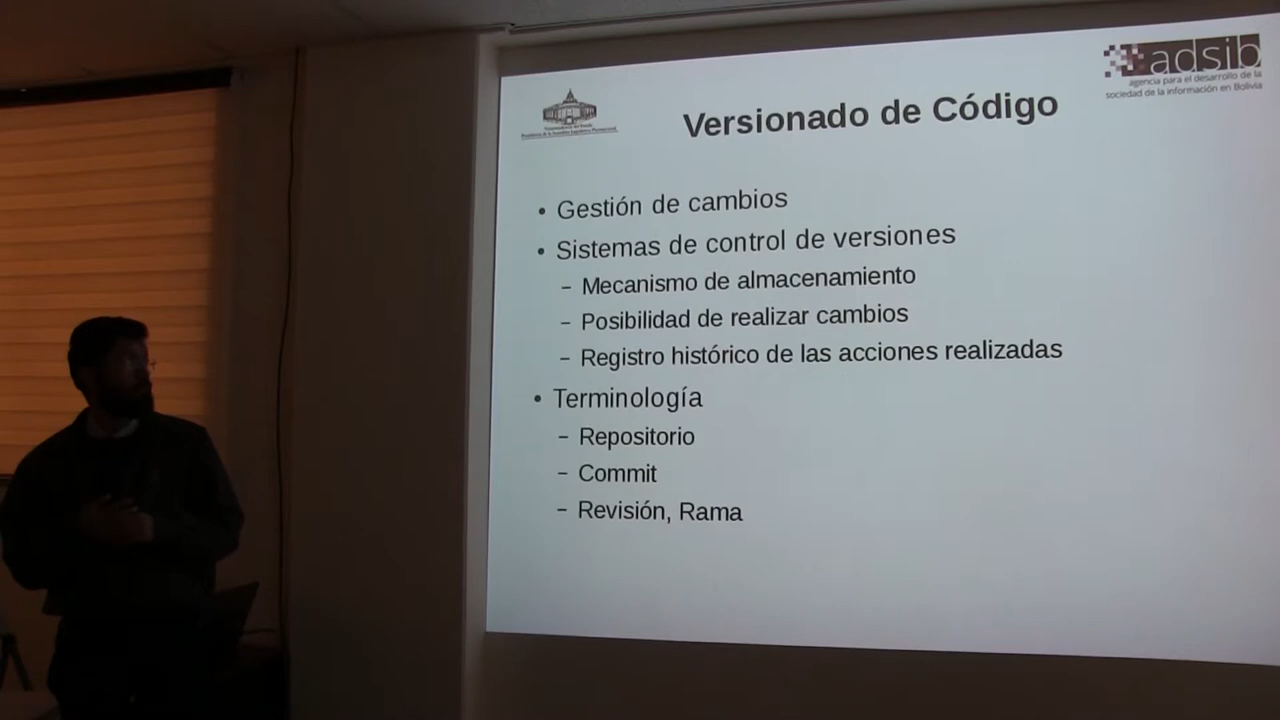 adsib
agencia para el desarrollo de la
sociedad de la información en Bolivia
Versionado de Código
• Gestión de cambios
• Sistemas de control de versiones
– Mecanismo de almacenamiento
– Posibilidad de realizar cambios
– Registro histórico de las acciones realizadas
• Terminología
– Repositorio
– Commit
– Revisión, Rama